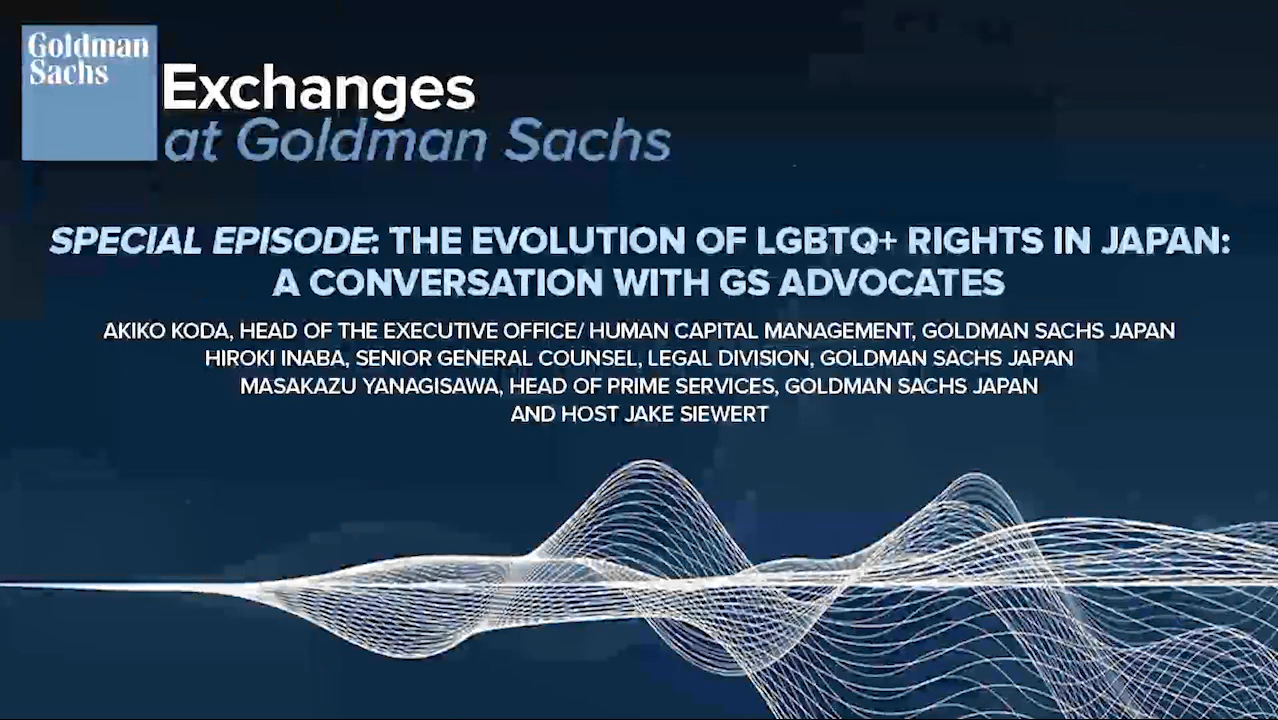 Goldman
Sachs
Exchanges
at Goldman Sachs
SPECIAL EPISODE: THE EVOLUTION OF LGBTQ+ RIGHTS IN JAPAN:
A CONVERSATION WITH GS ADVOCATES
AKIKO KODA, HEAD OF THE EXECUTIVE OFFICE/ HUMAN CAPITAL MANAGEMENT, GOLDMAN SACHS JAPAN
HIROKI INABA, SENIOR GENERAL COUNSEL, LEGAL DIVISION, GOLDMAN SACHS JAPAN
MASAKAZU YANAGISAWA, HEAD OF PRIME SERVICES, GOLDMAN SACHS JAPAN
AND HOST JAKE SIEWERT